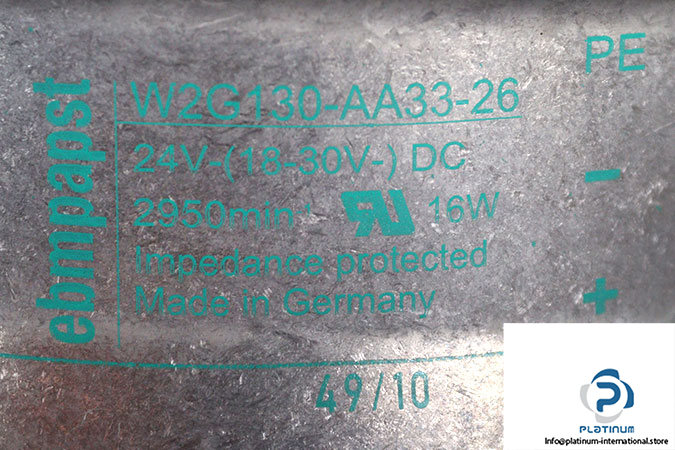 ebmpapst
W2G130-AA33-26
24V-(18-30V-) DC
2950min⁻¹ RU 16W
Impedance protected
Made in Germany
49/10
PE
-
+
PLATINUM
Info@platinum-international.store